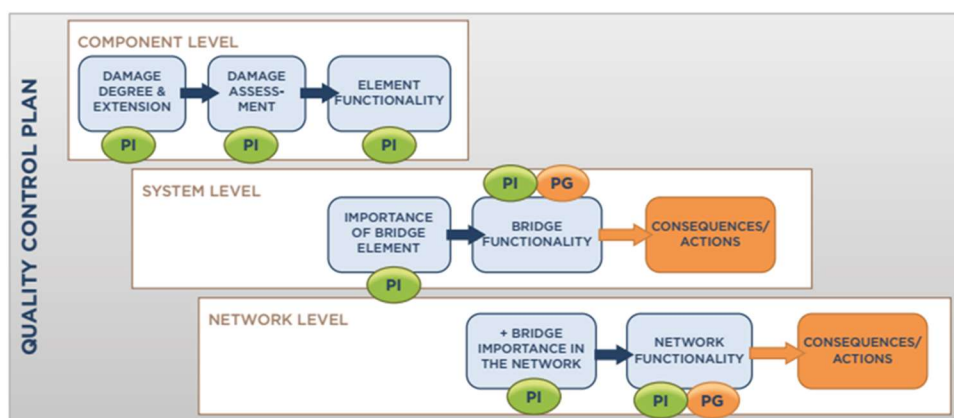 QUALITY CONTROL PLAN
COMPONENT LEVEL
DAMAGE
DEGREE &
EXTENSION
PI
DAMAGE
ASSESS-
MENT
PI
ELEMENT
FUNCTIONALITY
PI
SYSTEM LEVEL
IMPORTANCE
OF BRIDGE
ELEMENT
PI
PI
PG
BRIDGE
FUNCTIONALITY
CONSEQUENCES/
ACTIONS
NETWORK LEVEL
+ BRIDGE
IMPORTANCE IN
THE NETWORK
PI
NETWORK
FUNCTIONALITY
PI
PG
CONSEQUENCES/
ACTIONS